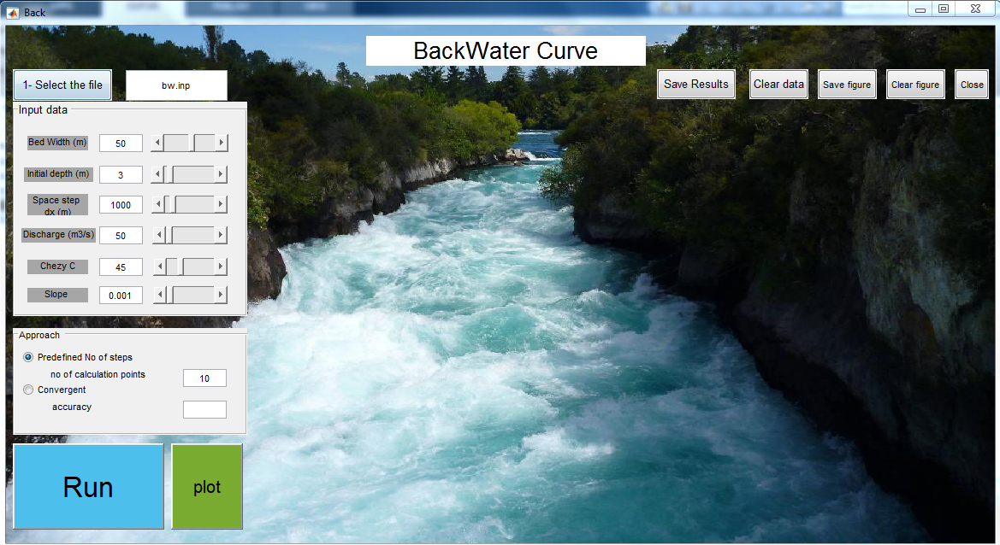 Back
BackWater Curve
1- Select the file
bw.inp
Save Results
Clear data
Save figure
Clear figure
Close
Input data
Bed Width (m)
50
Initial depth (m)
3
Space step
dx (m)
1000
Discharge (m3/s)
50
Chezy C
45
Slope
0.001
Approach
Predefined No of steps
no of calculation points
10
Convergent
accuracy
Run
plot